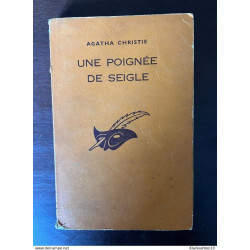 AGATHA CHRISTIE
UNE POIGNÉE
DE SEIGLE